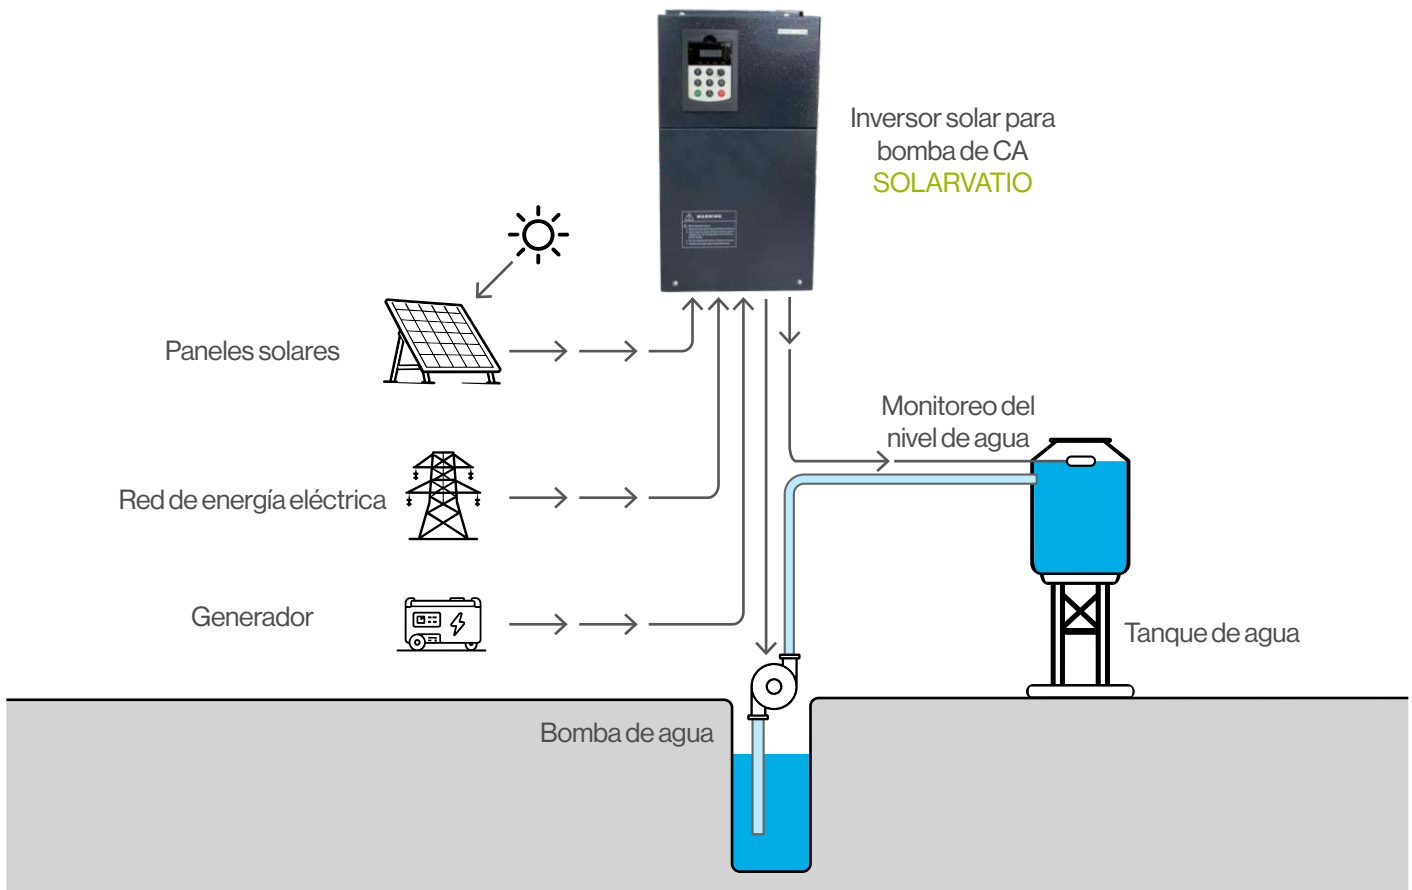 Inversor solar para
bomba de CA
SOLARVATIO
WARNING
Paneles solares
Monitoreo del
nivel de agua
Red de energía eléctrica
Generador
Tanque de agua
Bomba de agua